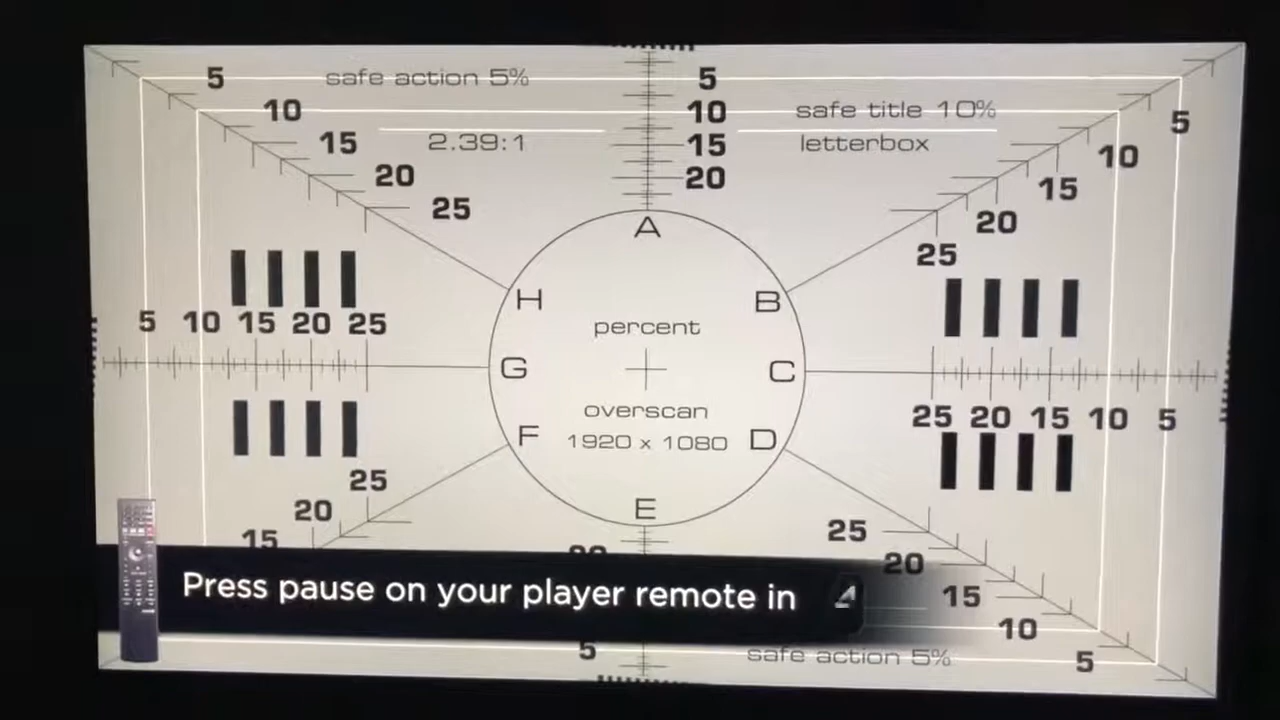 5 safe action 5% 5
10 10 safe title 10% 5
15 2.39:1 15 letterbox 10
20 20 15
25 20
A 25
H B
percent
5 10 15 20 25
G C
overscan 25 20 15 10 5
F 1920 x 1080 D
25
20 E 25
15 20
Press pause on your player remote in 15
10
5 safe action 5% 5